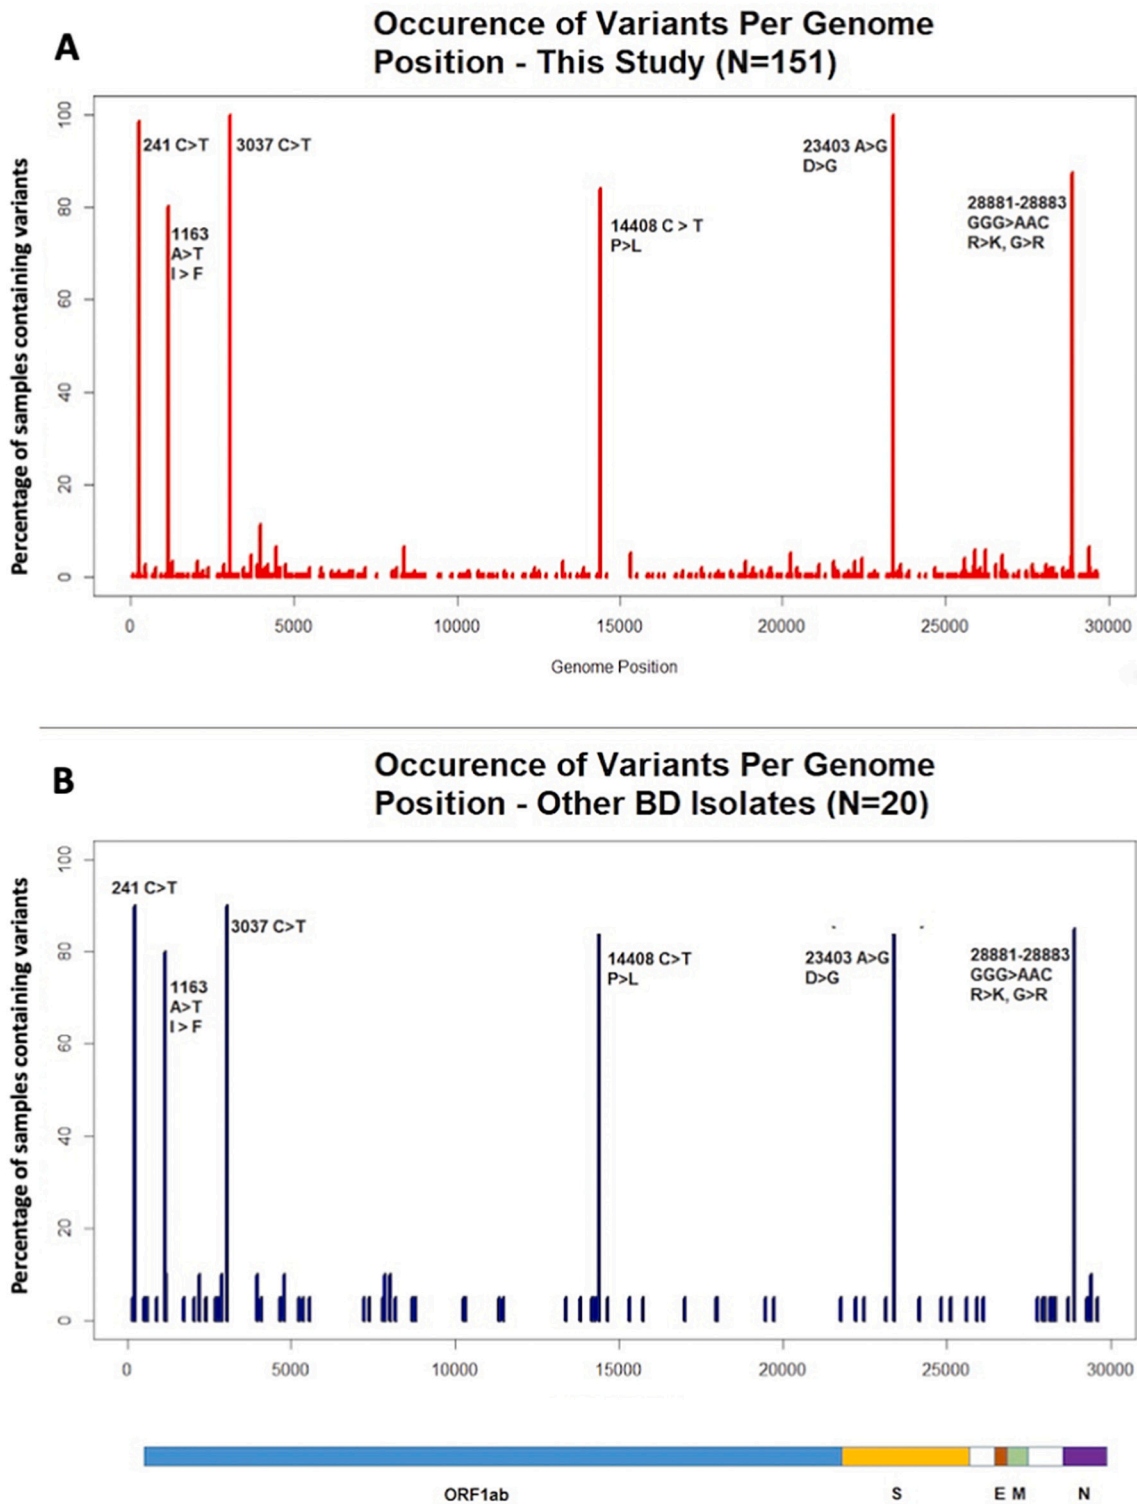 A
Occurence of Variants Per Genome
Position - This Study (N=151)
Percentage of samples containing variants
100
80
60
40
20
0
241 C>T
3037 C>T
1163
A>T
I > F
14408 C > T
P>L
23403 A>G
D>G
28881-28883
GGG>AAC
R>K, G>R
0 5000 10000 15000 20000 25000 30000
Genome Position
B
Occurence of Variants Per Genome
Position - Other BD Isolates (N=20)
Percentage of samples containing variants
100
80
60
40
20
0
241 C>T
3037 C>T
1163
A>T
I > F
14408 C>T
P>L
23403 A>G
D>G
28881-28883
GGG>AAC
R>K, G>R
0 5000 10000 15000 20000 25000 30000
ORF1ab S E M N